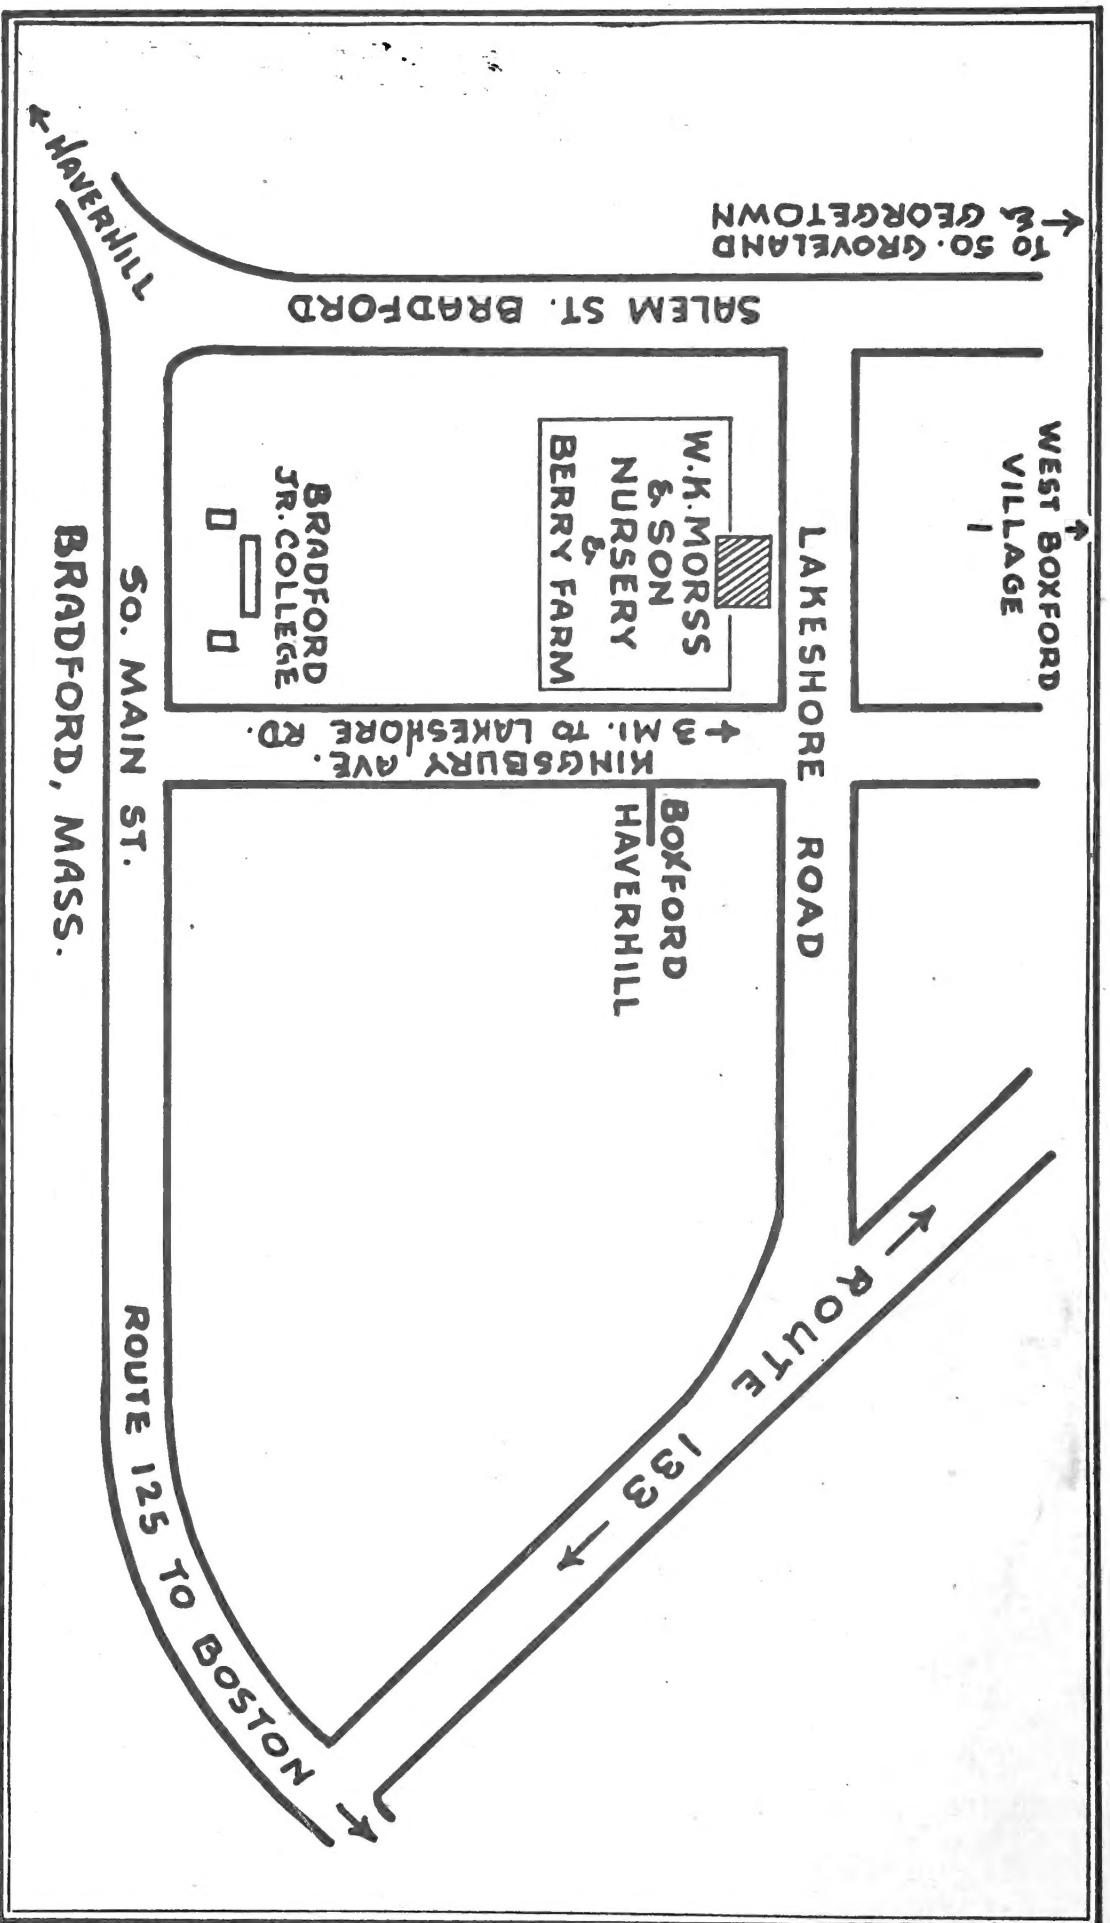 TO SO. GROVELAND
& GEORGETOWN
SALEM ST. BRADFORD
HAVERHILL
WEST BOXFORD
VILLAGE
W.K. MORSS
& SON
NURSERY
&
BERRY FARM
LAKESHORE ROAD
BRADFORD
JR. COLLEGE
3 MI. TO LAKESHORE RD.
KINGSBURY AVE.
BOXFORD
HAVERHILL
SO. MAIN ST.
BRADFORD, MASS.
ROUTE 133
ROUTE 125 TO BOSTON